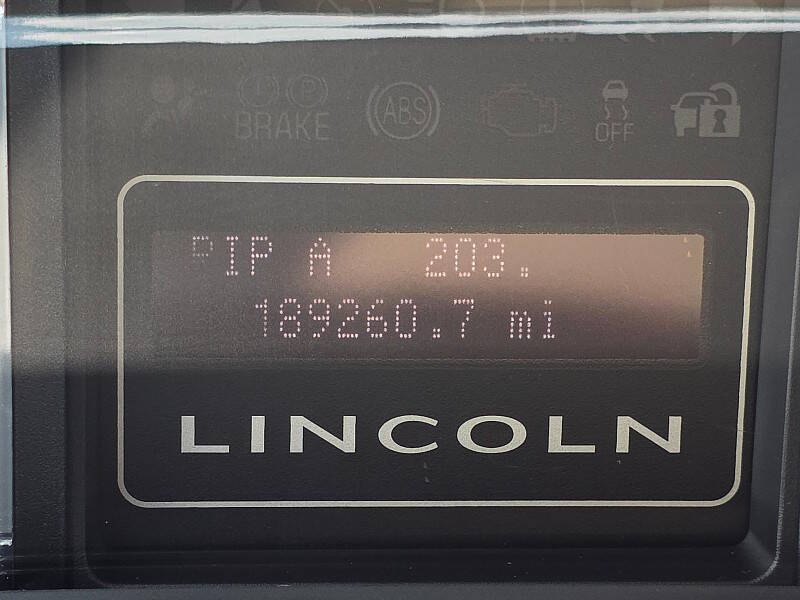 BRAKE
ABS
OFF
TRIP A 203.
189260.7 mi
LINCOLN